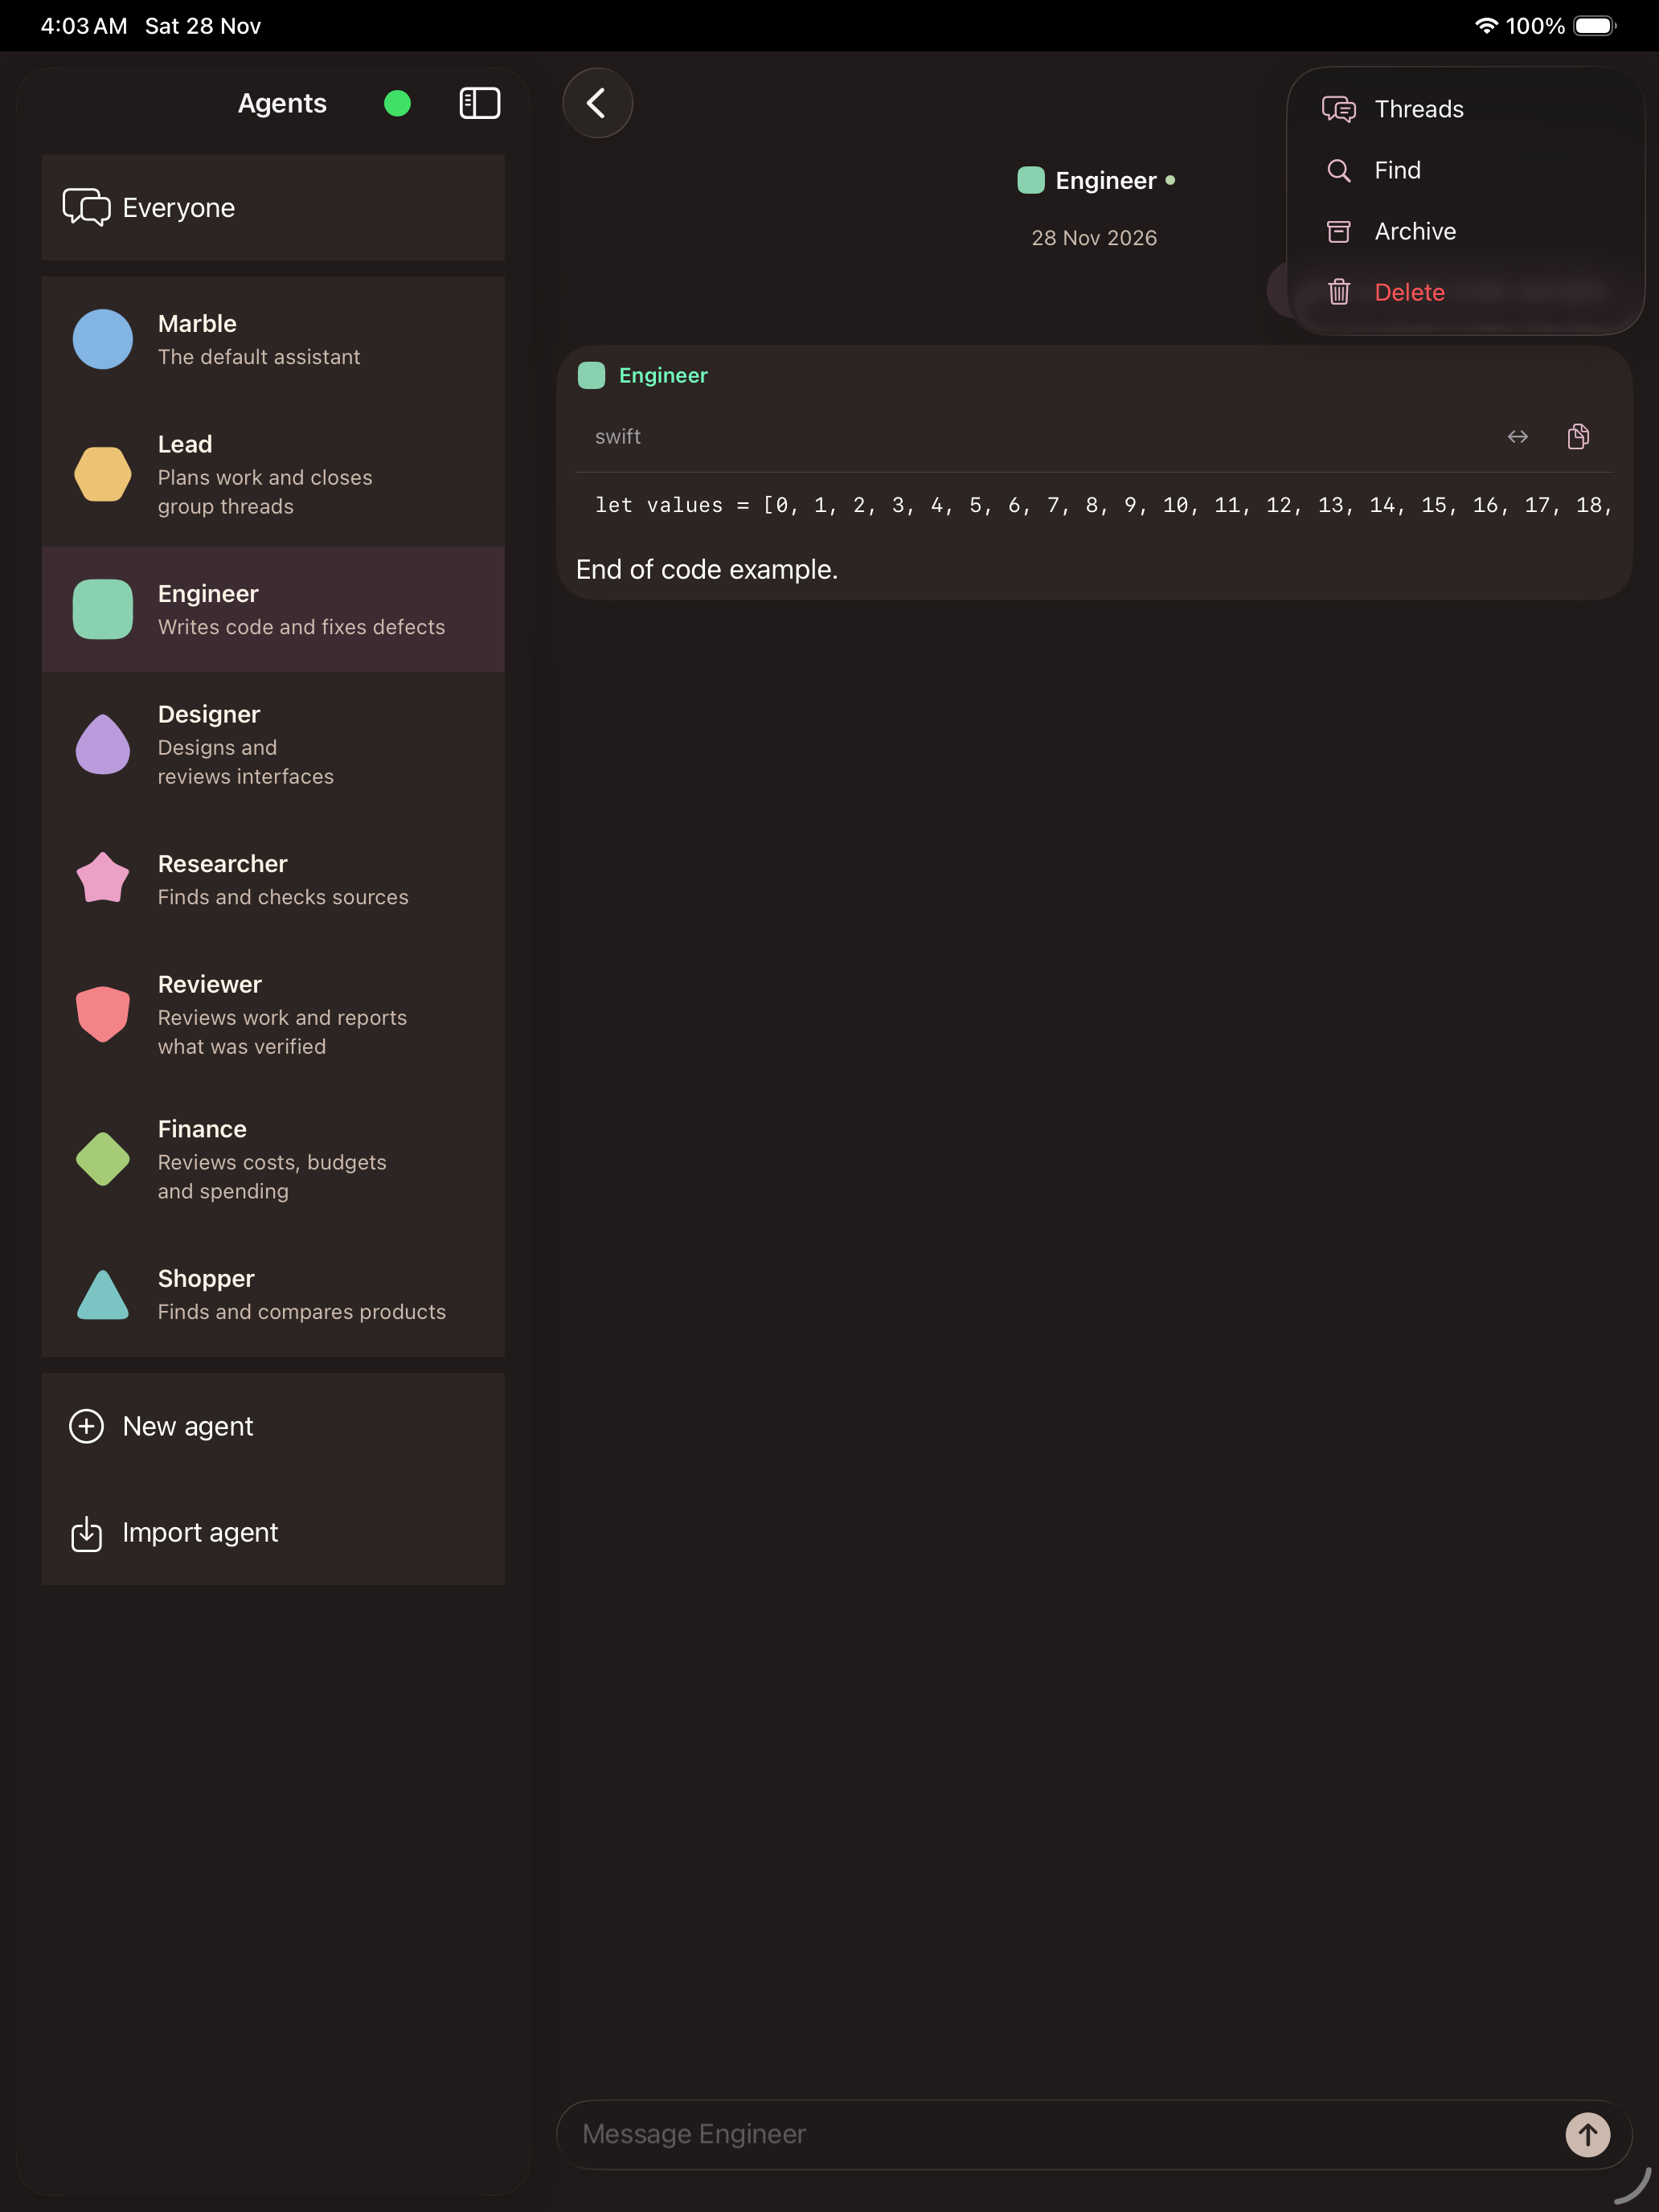 4:03 AM Sat 28 Nov
100%
Agents
Everyone
Marble
The default assistant
Lead
Plans work and closes
group threads
Engineer
Writes code and fixes defects
Designer
Designs and
reviews interfaces
Researcher
Finds and checks sources
Reviewer
Reviews work and reports
what was verified
Finance
Reviews costs, budgets
and spending
Shopper
Finds and compares products
New agent
Import agent
Engineer
28 Nov 2026
Threads
Find
Archive
Delete
Engineer
swift
let values = [0, 1, 2, 3, 4, 5, 6, 7, 8, 9, 10, 11, 12, 13, 14, 15, 16, 17, 18,
End of code example.
Message Engineer